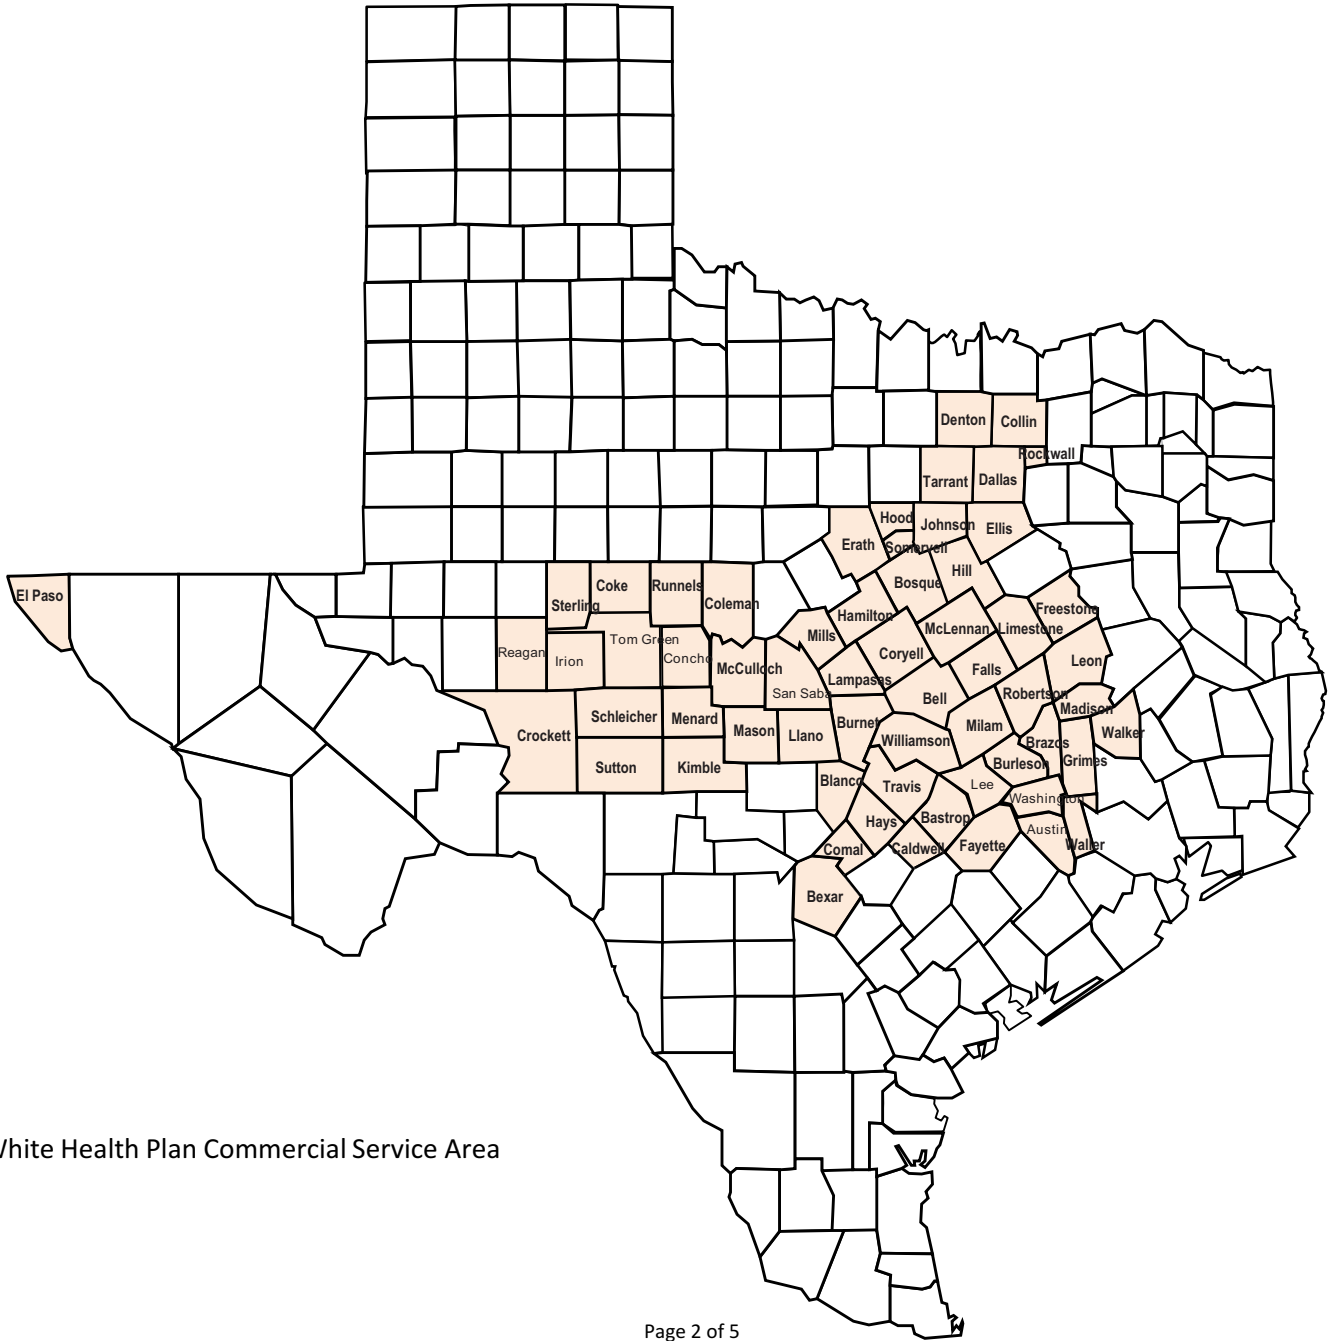 Denton
Collin
Rockwall
Tarrant
Dallas
Hood
Johnson
Ellis
Erath
Somervell
Hill
Bosque
El Paso
Coke
Runnels
Sterling
Coleman
Freestone
Hamilton
McLennan
Limestone
Mills
Tom Green
Reagan
Irion
Concho
McCulloch
Coryell
Leon
Falls
Lampasas
San Saba
Bell
Robertson
Madison
Schleicher
Menard
Mason
Llano
Burnet
Milam
Walker
Crockett
Williamson
Brazos
Burleson
Grimes
Sutton
Kimble
Blanco
Travis
Lee
Washington
Hays
Bastrop
Austin
Comal
Caldwell
Fayette
Waller
Bexar
White Health Plan Commercial Service Area
Page 2 of 5